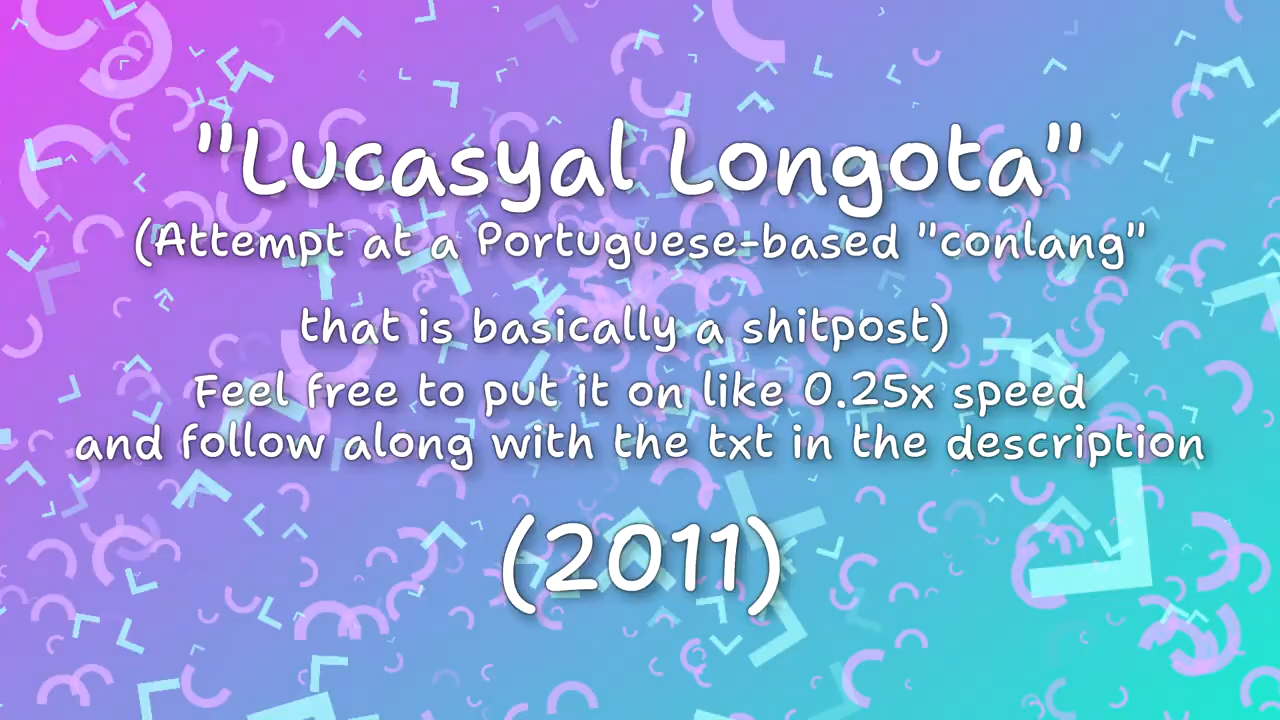 "Lucasyal Longota"
(Attempt at a Portuguese-based "conlang"
that is basically a shitpost)
Feel free to put it on like 0.25x speed
and follow along with the txt in the description
(2011)